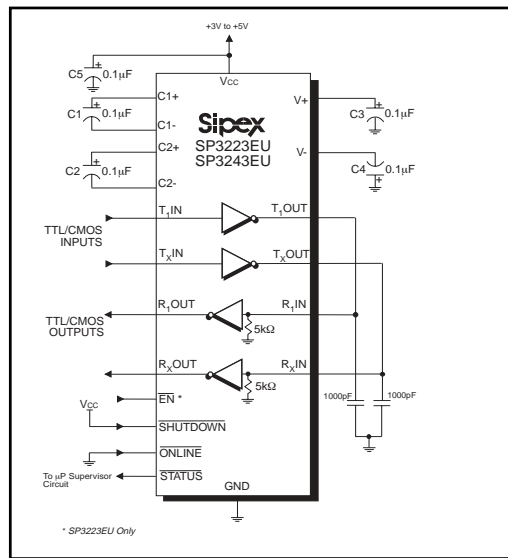 +3V to +5V
VCC
C5 + 0.1µF
C1 + 0.1µF
C2 + 0.1µF
C1+
C1-
C2+
C2-
Sipex
SP3223EU
SP3243EU
V+
V-
C3 + 0.1µF
C4 + 0.1µF
TTL/CMOS
INPUTS
T1IN
T1OUT
TXIN
TXOUT
TTL/CMOS
OUTPUTS
R1OUT
R1IN
5kΩ
RXOUT
RXIN
5kΩ
1000pF 1000pF
VCC
EN *
SHUTDOWN
ONLINE
To µP Supervisor
Circuit
STATUS
GND
* SP3223EU Only